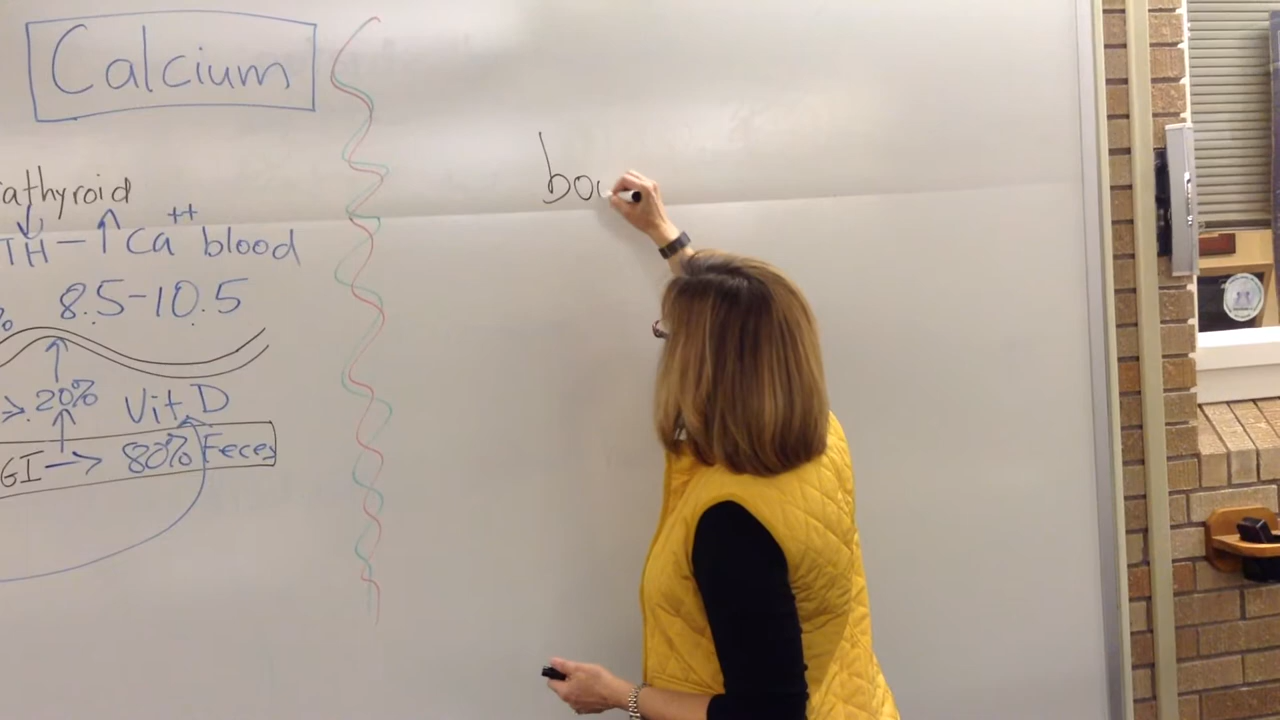 Calcium
athyroid
TH – ↑ Ca++ blood
% 8.5-10.5
> 20% Vit D
GI → 80% Feces
bo